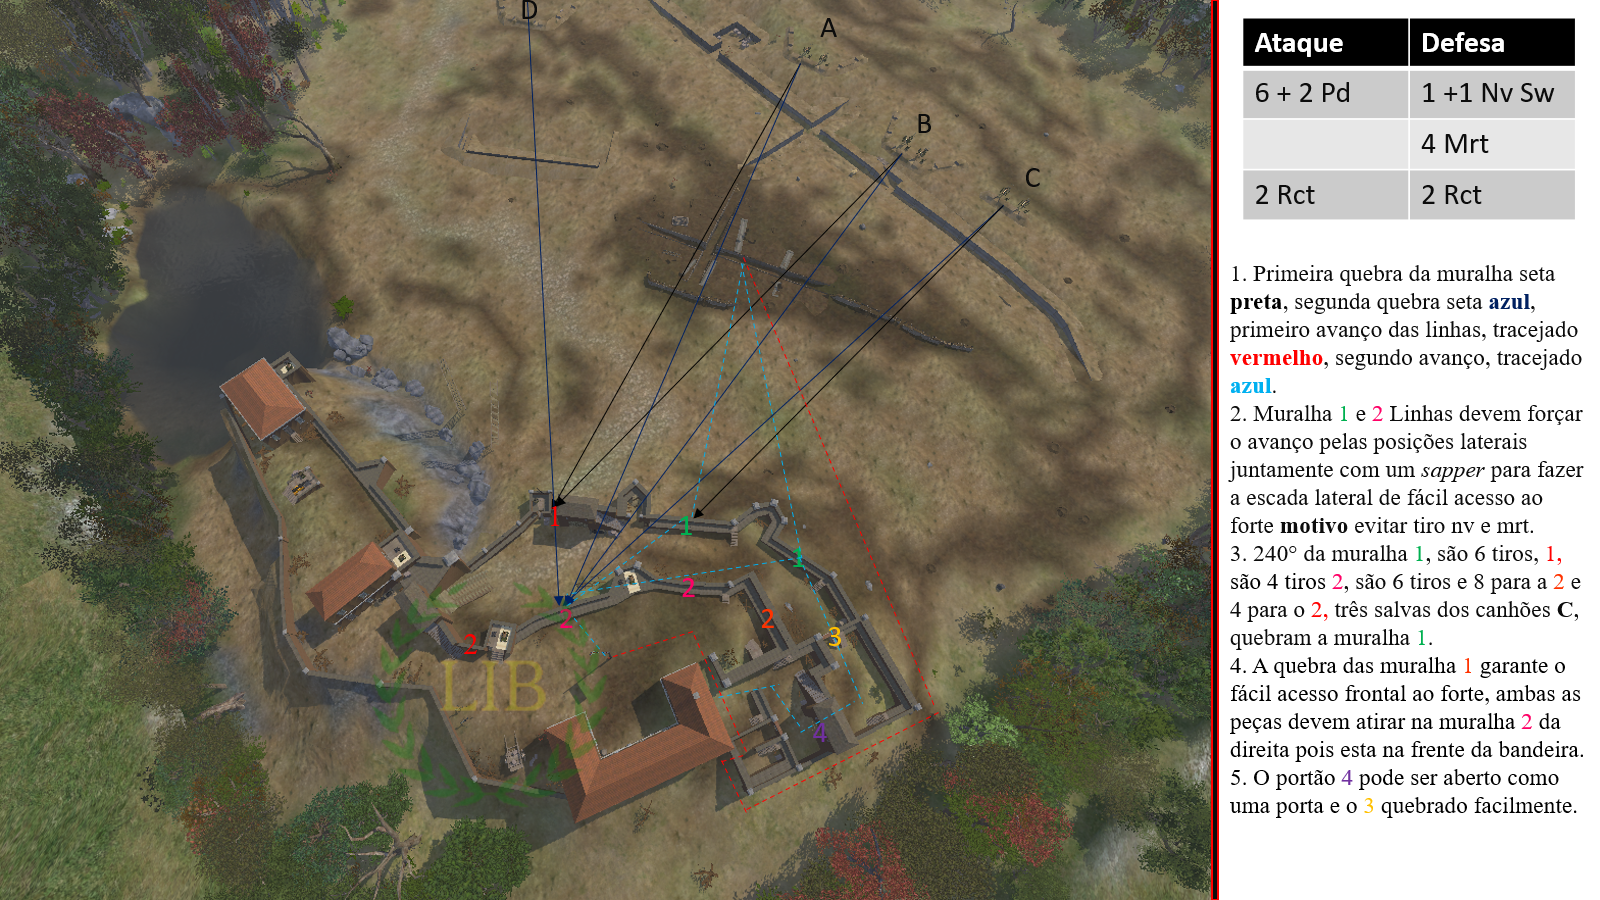 D
A
B
C
1
1
1
2
2
2
2
3
4
LIB
Ataque Defesa
6 + 2 Pd 1 +1 Nv Sw
4 Mrt
2 Rct 2 Rct
1. Primeira quebra da muralha seta
preta, segunda quebra seta azul,
primeiro avanço das linhas, tracejado
vermelho, segundo avanço, tracejado
azul.
2. Muralha 1 e 2 Linhas devem forçar
o avanço pelas posições laterais
juntamente com um sapper para fazer
a escada lateral de fácil acesso ao
forte motivo evitar tiro nv e mrt.
3. 240° da muralha 1, são 6 tiros, 1,
são 4 tiros 2, são 6 tiros e 8 para a 2 e
4 para o 2, três salvas dos canhões C,
quebram a muralha 1.
4. A quebra das muralha 1 garante o
fácil acesso frontal ao forte, ambas as
peças devem atirar na muralha 2 da
direita pois esta na frente da bandeira.
5. O portão 4 pode ser aberto como
uma porta e o 3 quebrado facilmente.